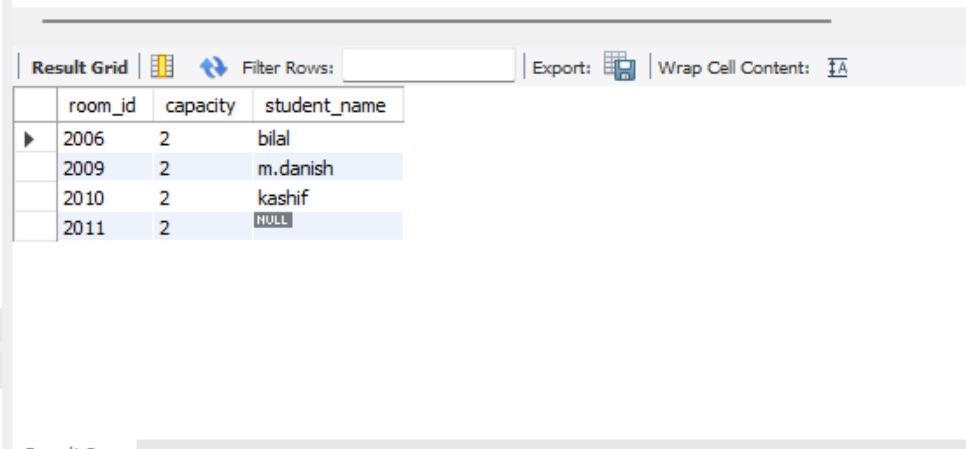 Result Grid Filter Rows: Export: Wrap Cell Content: IA
room_id capacity student_name
2006 2 bilal
2009 2 m.danish
2010 2 kashif
2011 2 NULL